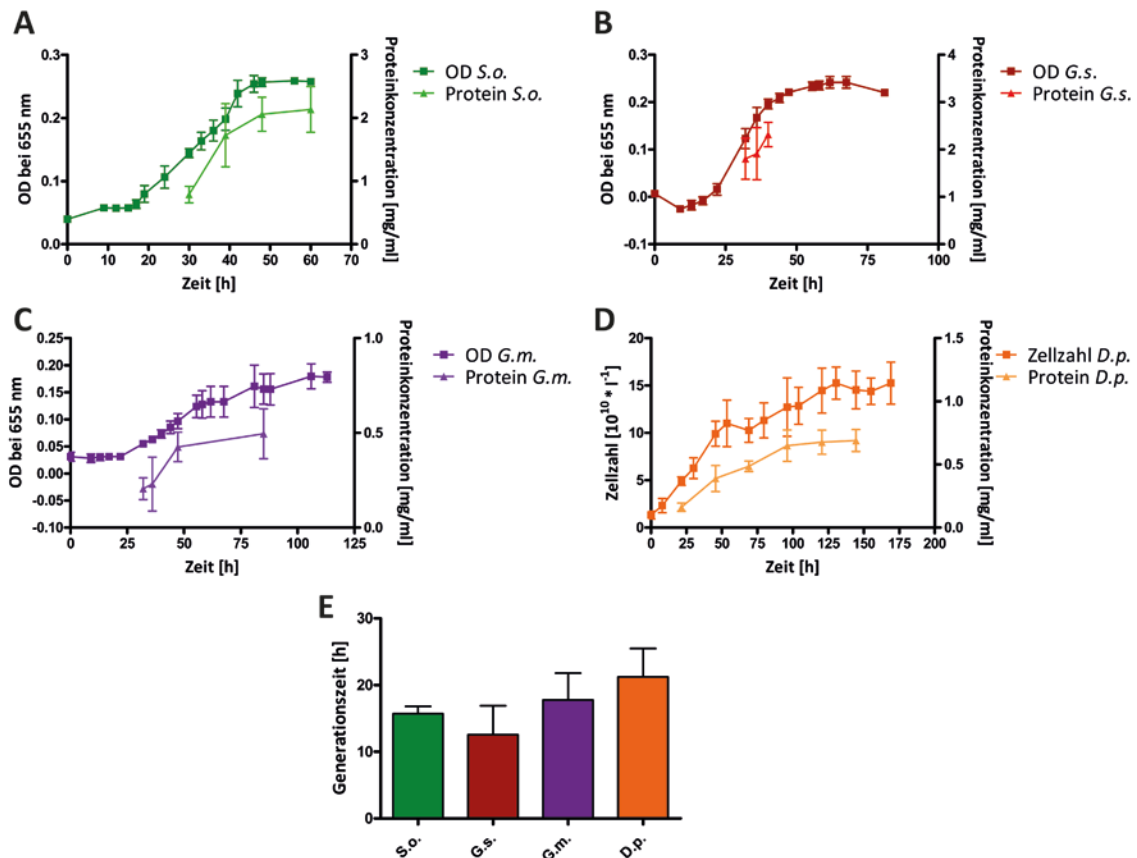 A
OD bei 655 nm
0.3
0.2
0.1
0.0
0 10 20 30 40 50 60 70
Zeit [h]
3
2
1
0
Proteinkonzentration [mg/ml]
OD S.o.
Protein S.o.
B
OD bei 655 nm
0.3
0.2
0.1
0.0
-0.1
0 25 50 75 100
Zeit [h]
4
3
2
1
0
Proteinkonzentration [mg/ml]
OD G.s.
Protein G.s.
C
OD bei 655 nm
0.25
0.20
0.15
0.10
0.05
0.00
-0.05
-0.10
0 25 50 75 100 125
Zeit [h]
1.0
0.5
0.0
Proteinkonzentration [mg/ml]
OD G.m.
Protein G.m.
D
Zellzahl [10¹⁰ * l⁻¹]
20
15
10
5
0
0 25 50 75 100 125 150 175 200
Zeit [h]
1.5
1.0
0.5
0.0
Proteinkonzentration [mg/ml]
Zellzahl D.p.
Protein D.p.
E
Generationszeit [h]
30
20
10
0
S.o. G.s. G.m. D.p.